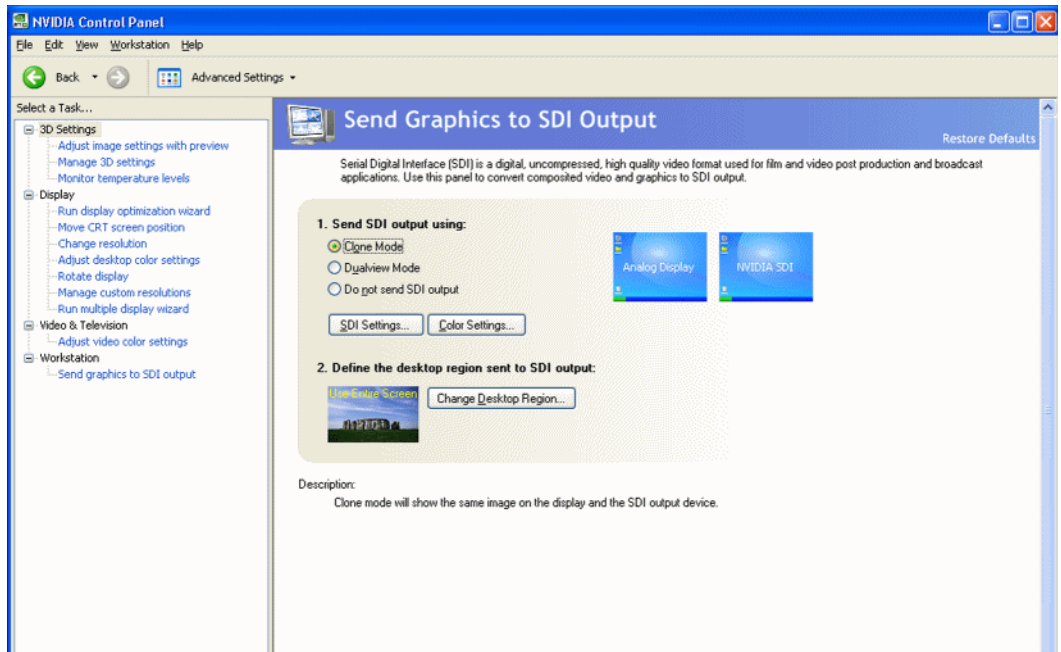 NVIDIA Control Panel
File Edit View Workstation Help
Back Advanced Settings
Select a Task...
3D Settings
Adjust image settings with preview
Manage 3D settings
Monitor temperature levels
Display
Run display optimization wizard
Move CRT screen position
Change resolution
Adjust desktop color settings
Rotate display
Manage custom resolutions
Run multiple display wizard
Video & Television
Adjust video color settings
Workstation
Send graphics to SDI output
Send Graphics to SDI Output
Restore Defaults
Serial Digital Interface (SDI) is a digital, uncompressed, high quality video format used for film and video post production and broadcast
applications. Use this panel to convert composited video and graphics to SDI output.
1. Send SDI output using:
Clone Mode
Dualview Mode
Do not send SDI output
Analog Display
NVIDIA SDI
SDI Settings... Color Settings...
2. Define the desktop region sent to SDI output:
Use Entire Screen
Change Desktop Region...
Description:
Clone mode will show the same image on the display and the SDI output device.